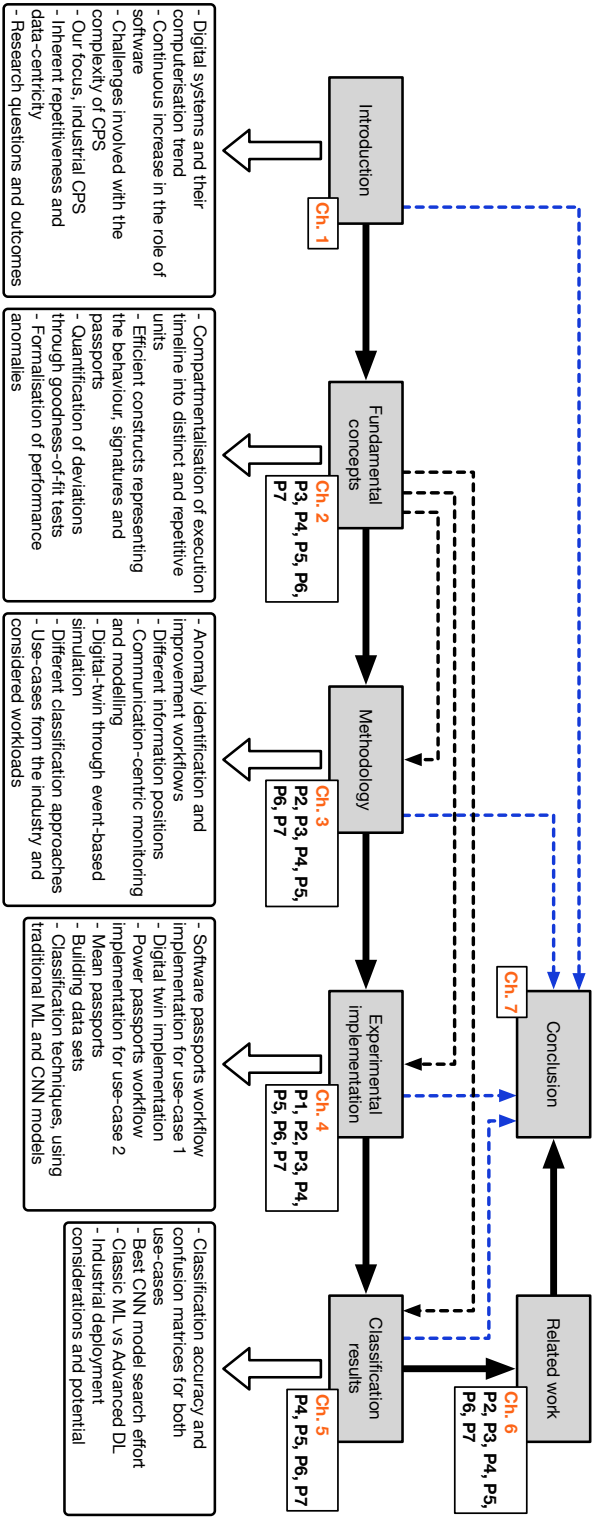 Introduction
Ch. 1
Fundamental
concepts
Ch. 2
P3, P4, P5, P6,
P7
Methodology
Ch. 3
P2, P3, P4, P5,
P6, P7
Experimental
implementation
Ch. 4
P1, P2, P3, P4,
P5, P6, P7
Classification
results
Ch. 5
P4, P5, P6, P7
Related work
Ch. 6
P2, P3, P4, P5,
P6, P7
Conclusion
Ch. 7
- Digital systems and their
computerisation trend
- Continuous increase in the role of
software
- Challenges involved with the
complexity of CPS
- Our focus, industrial CPS
- Inherent repetitiveness and
data-centricity
- Research questions and outcomes
- Compartmentalisation of execution
timeline into distinct and repetitive
units
- Efficient constructs representing
the behaviour, signatures and
passports
- Quantification of deviations
through goodness-of-fit tests
- Formalisation of performance
anomalies
- Anomaly identification and
improvement workflows
- Different information positions
- Communication-centric monitoring
and modelling
- Digital-twin through event-based
simulation
- Different classification approaches
- Use-cases from the industry and
considered workloads
- Software passports workflow
implementation for use-case 1
- Digital twin implementation
- Power passports workflow
implementation for use-case 2
- Mean passports
- Building data sets
- Classification techniques, using
traditional ML and CNN models
- Classification accuracy and
confusion matrices for both
use-cases
- Best CNN model search effort
- Classic ML vs Advanced DL
- Industrial deployment
considerations and potential